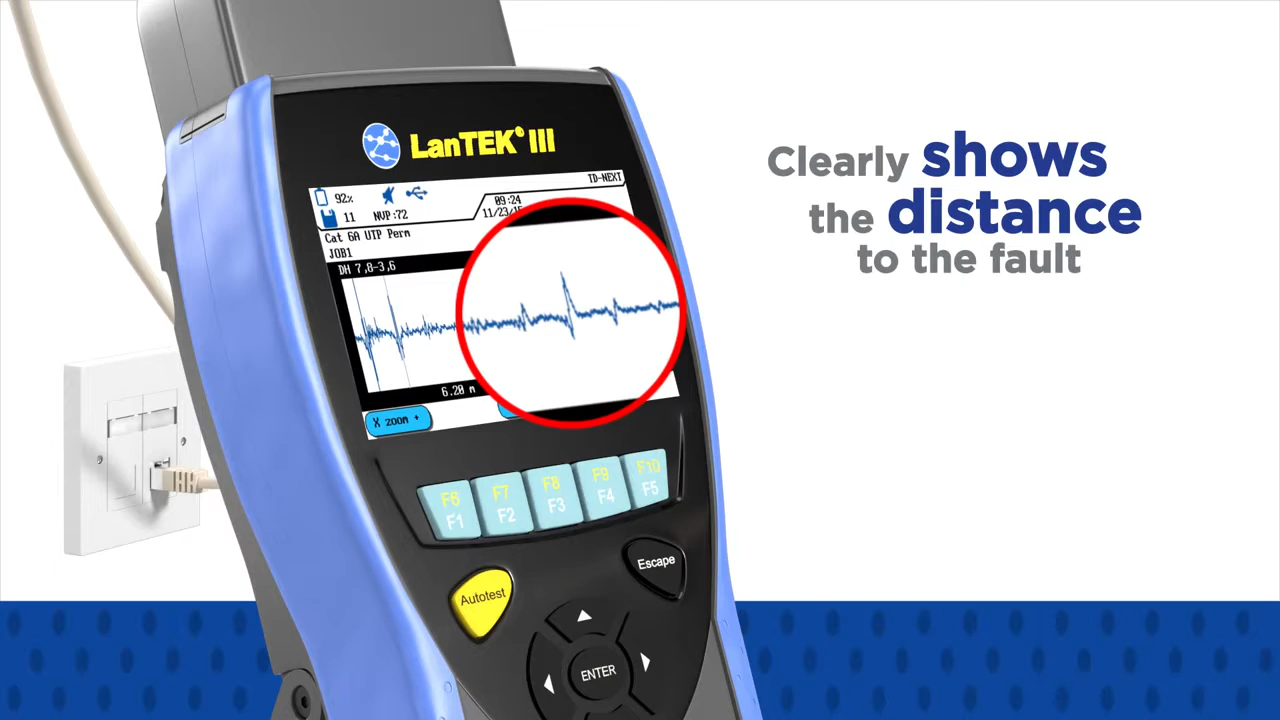 LanTEK® III
92%
TD-NEXT
11
NVP:72
09:24
Cat 6A UTP Perm
JOB1
DH 7,8-3,6
6.20 m
X ZOOM +
F6 F7 F8 F9 F10
F1 F2 F3 F4 F5
Autotest
Escape
ENTER
Clearly shows
the distance
to the fault